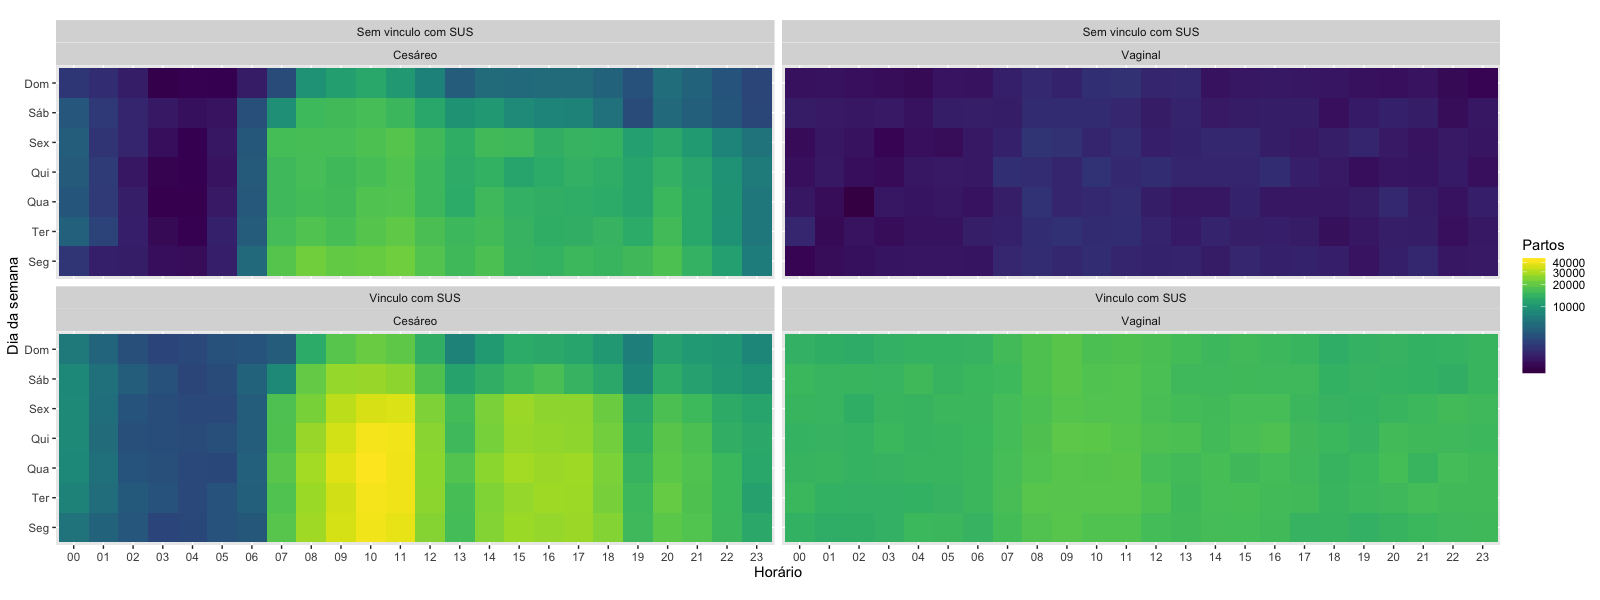 Sem vinculo com SUS
Cesáreo
Sem vinculo com SUS
Vaginal
Dom
Sáb
Sex
Qui
Qua
Ter
Seg
Vinculo com SUS
Cesáreo
Vinculo com SUS
Vaginal
Dom
Sáb
Sex
Qui
Qua
Ter
Seg
00 01 02 03 04 05 06 07 08 09 10 11 12 13 14 15 16 17 18 19 20 21 22 23
00 01 02 03 04 05 06 07 08 09 10 11 12 13 14 15 16 17 18 19 20 21 22 23
Horário
Dia da semana
Partos
40000
30000
20000
10000